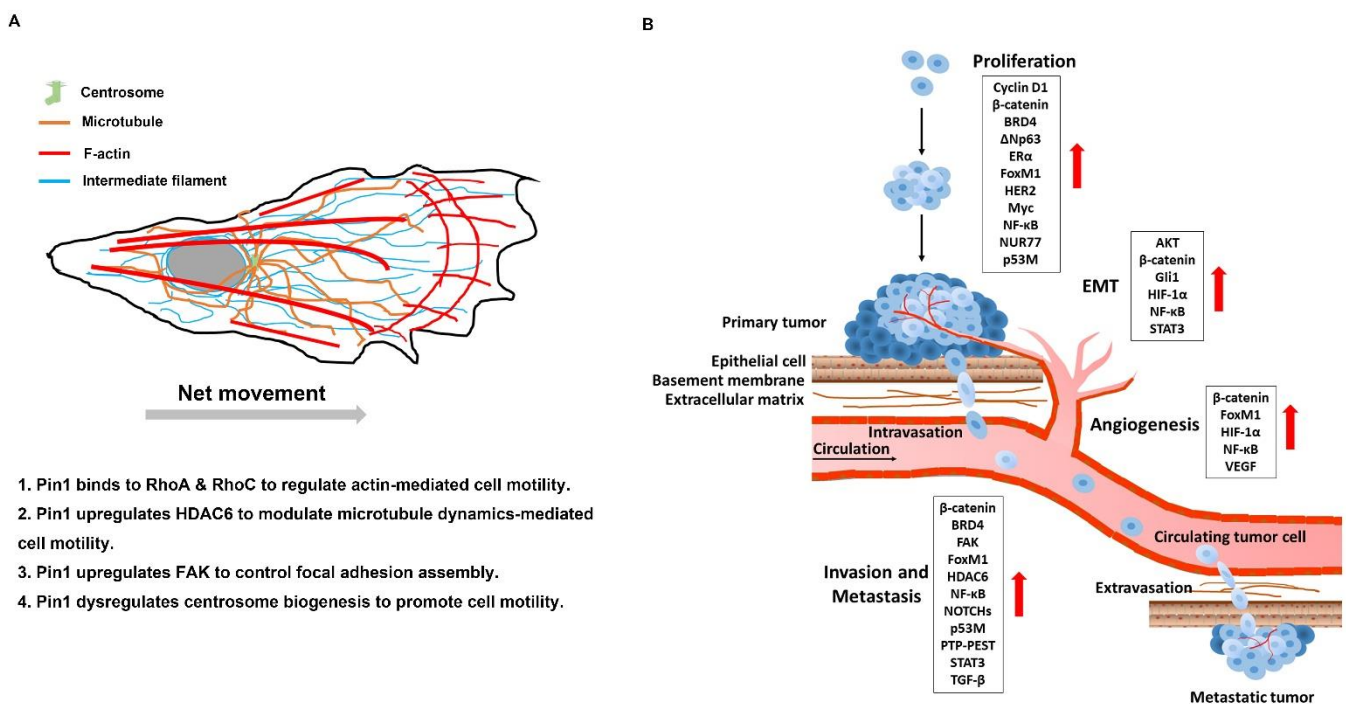 A
Centrosome
Microtubule
F-actin
Intermediate filament
Net movement
1. Pin1 binds to RhoA & RhoC to regulate actin-mediated cell motility.
2. Pin1 upregulates HDAC6 to modulate microtubule dynamics-mediated
cell motility.
3. Pin1 upregulates FAK to control focal adhesion assembly.
4. Pin1 dysregulates centrosome biogenesis to promote cell motility.
B
Proliferation
Cyclin D1
β-catenin
BRD4
ΔNp63
ERα
FoxM1
HER2
Myc
NF-κB
NUR77
p53M
EMT
AKT
β-catenin
Gli1
HIF-1α
NF-κB
STAT3
Primary tumor
Epithelial cell
Basement membrane
Extracellular matrix
Intravasation
Circulation
Angiogenesis
β-catenin
FoxM1
HIF-1α
NF-κB
VEGF
Invasion and
Metastasis
β-catenin
BRD4
FAK
FoxM1
HDAC6
NF-κB
NOTCHs
p53M
PTP-PEST
STAT3
TGF-β
Circulating tumor cell
Extravasation
Metastatic tumor